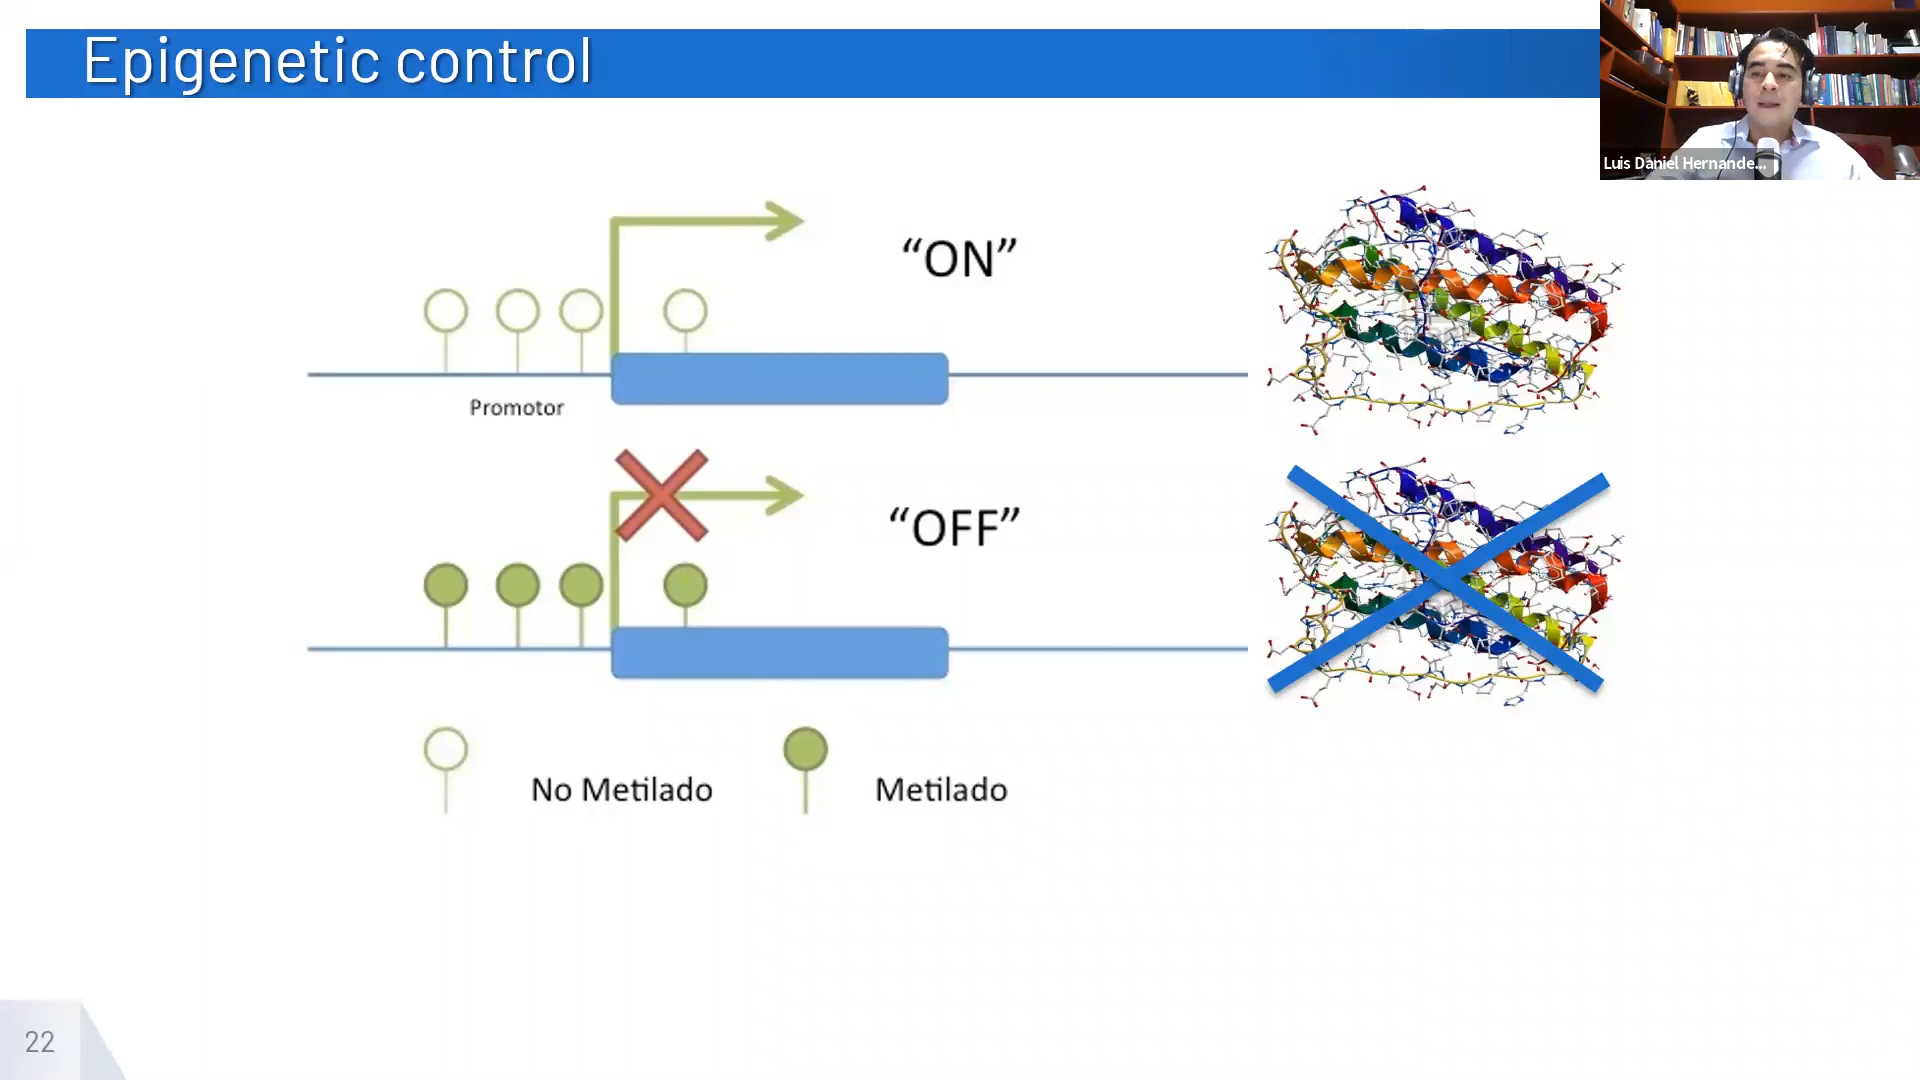 Epigenetic control
Luis Daniel Hernande...
“ON”
Promotor
“OFF”
No Metilado
Metilado
22